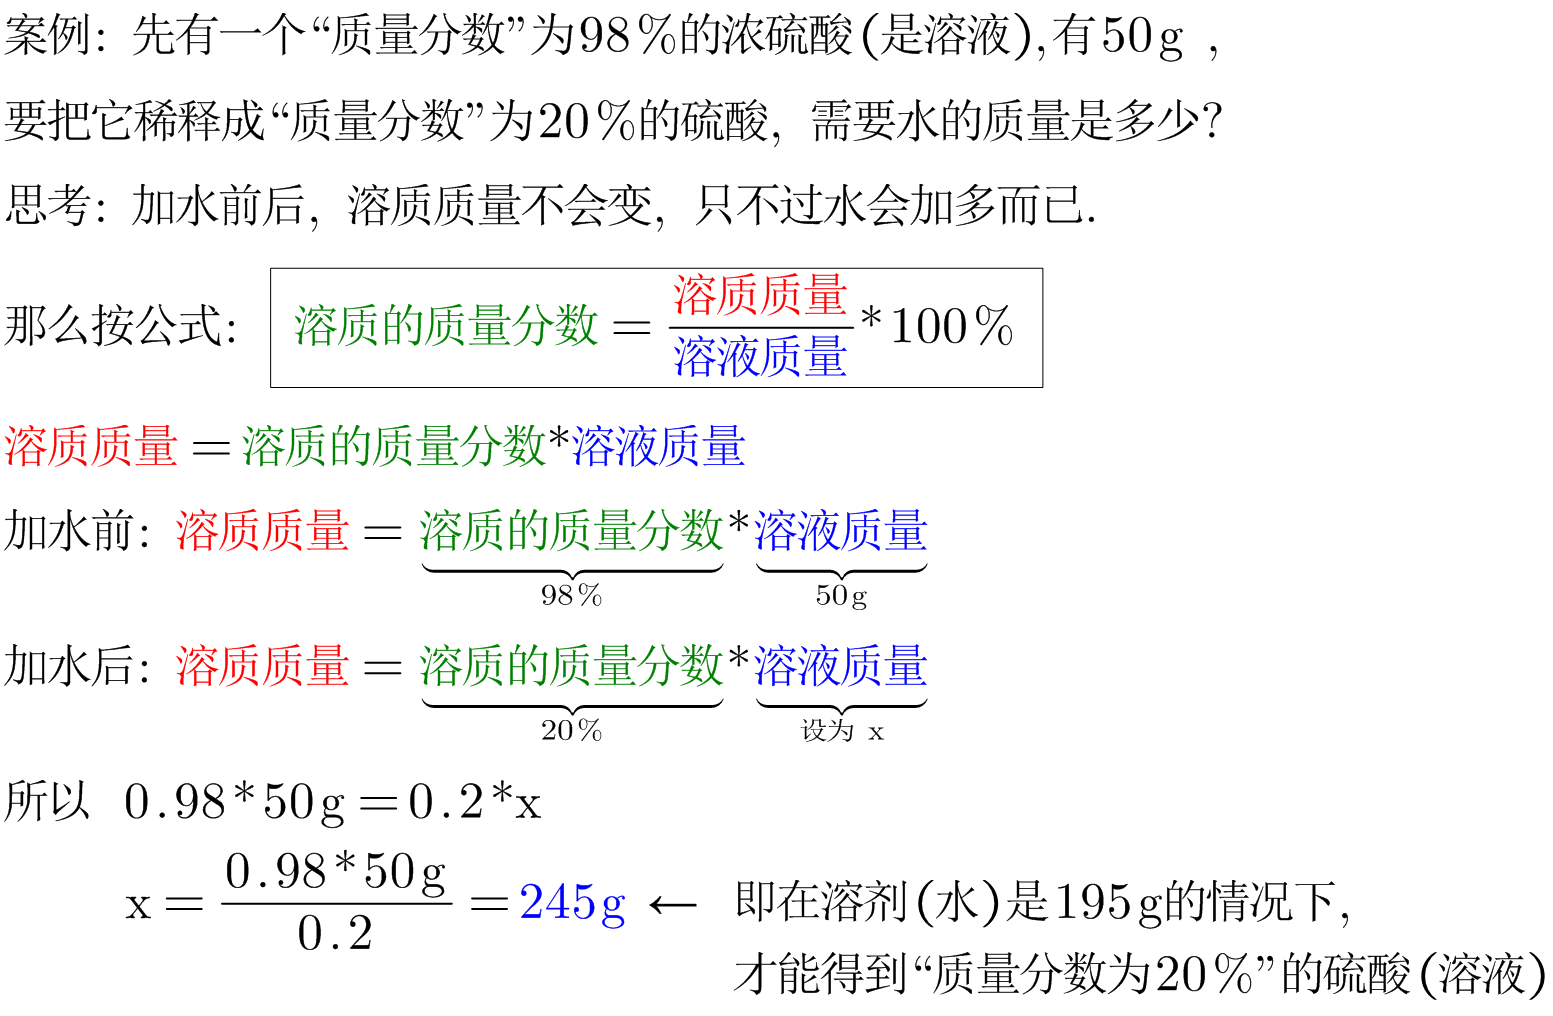 案例：先有一个“质量分数”为98%的浓硫酸(是溶液),有50g ，
要把它稀释成“质量分数”为20%的硫酸，需要水的质量是多少？
思考：加水前后，溶质质量不会变，只不过水会加多而已.
那么按公式： 溶质的质量分数 = 溶质质量/溶液质量 * 100%
溶质质量 = 溶质的质量分数*溶液质量
加水前：溶质质量 = 溶质的质量分数*溶液质量
98% 50g
加水后：溶质质量 = 溶质的质量分数*溶液质量
20% 设为 x
所以 0.98*50g=0.2*x
x = 0.98*50g/0.2 = 245g ← 即在溶剂(水)是195g的情况下，
才能得到“质量分数为20%”的硫酸(溶液)